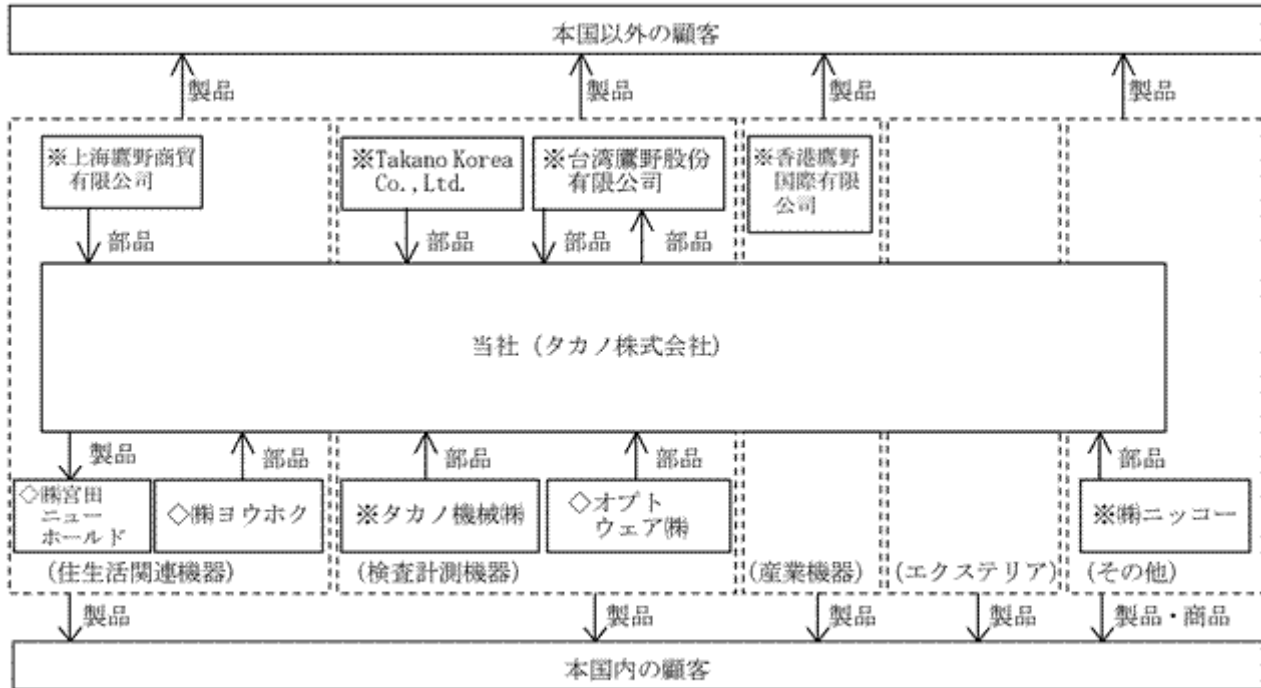 本国以外の顧客
製品
製品
製品
製品
※上海鷹野商貿
有限公司
※Takano Korea
Co.,Ltd.
※台湾鷹野股份
有限公司
※香港鷹野
国際有限
公司
部品
部品
部品
部品
当社(タカノ株式会社)
製品
部品
部品
部品
部品
◇㈱宮田
ニュー
ホールド
◇㈱ヨウホク
※タカノ機械㈱
◇オプト
ウェア㈱
※㈱ニッコー
(住生活関連機器)
(検査計測機器)
(産業機器)
(エクステリア)
(その他)
製品
製品
製品
製品
製品・商品
本国内の顧客